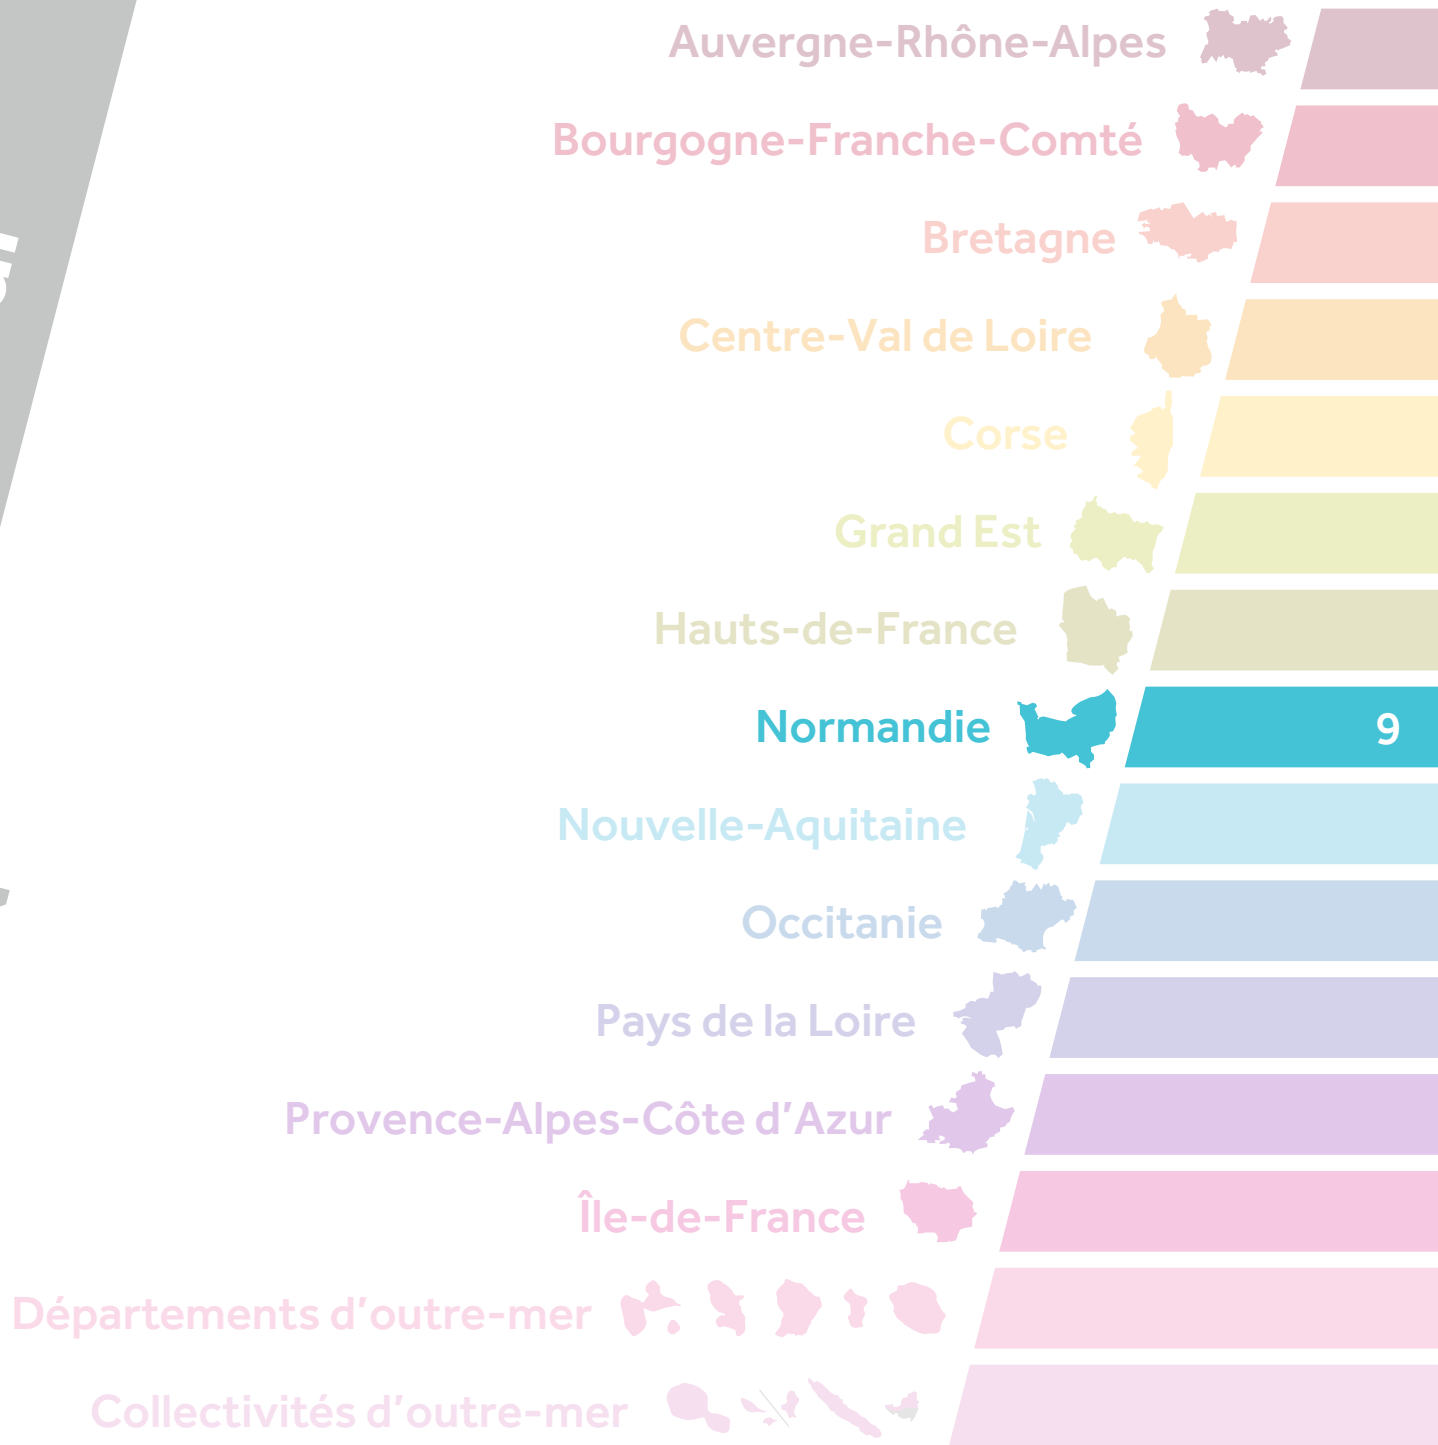 Auvergne-Rhône-Alpes
Bourgogne-Franche-Comté
Bretagne
Centre-Val de Loire
Corse
Grand Est
Hauts-de-France
Normandie 9
Nouvelle-Aquitaine
Occitanie
Pays de la Loire
Provence-Alpes-Côte d’Azur
Île-de-France
Départements d’outre-mer
Collectivités d’outre-mer